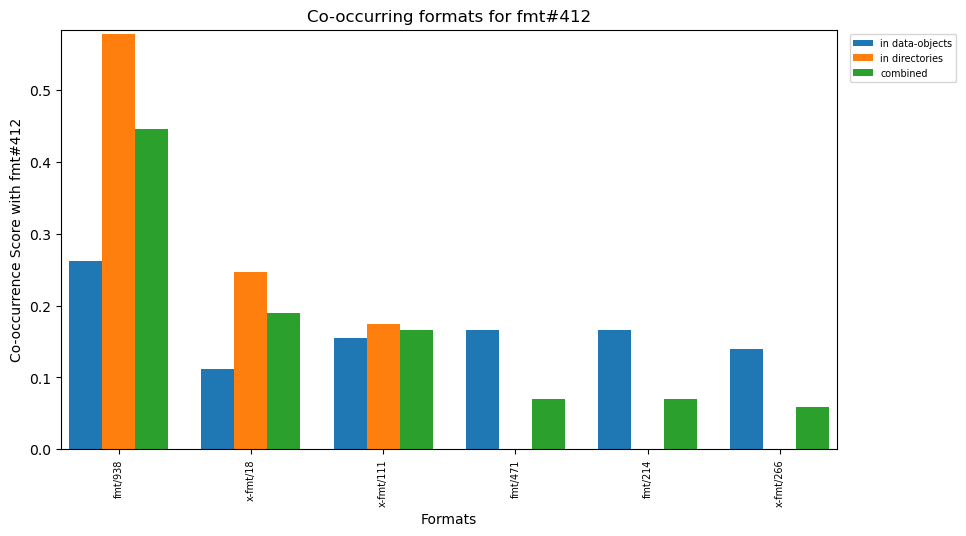 Co-occurring formats for fmt#412
in data-objects
in directories
combined
Co-occurrence Score with fmt#412
0.5
0.4
0.3
0.2
0.1
0.0
fmt/938
x-fmt/18
x-fmt/111
fmt/471
fmt/214
x-fmt/266
Formats